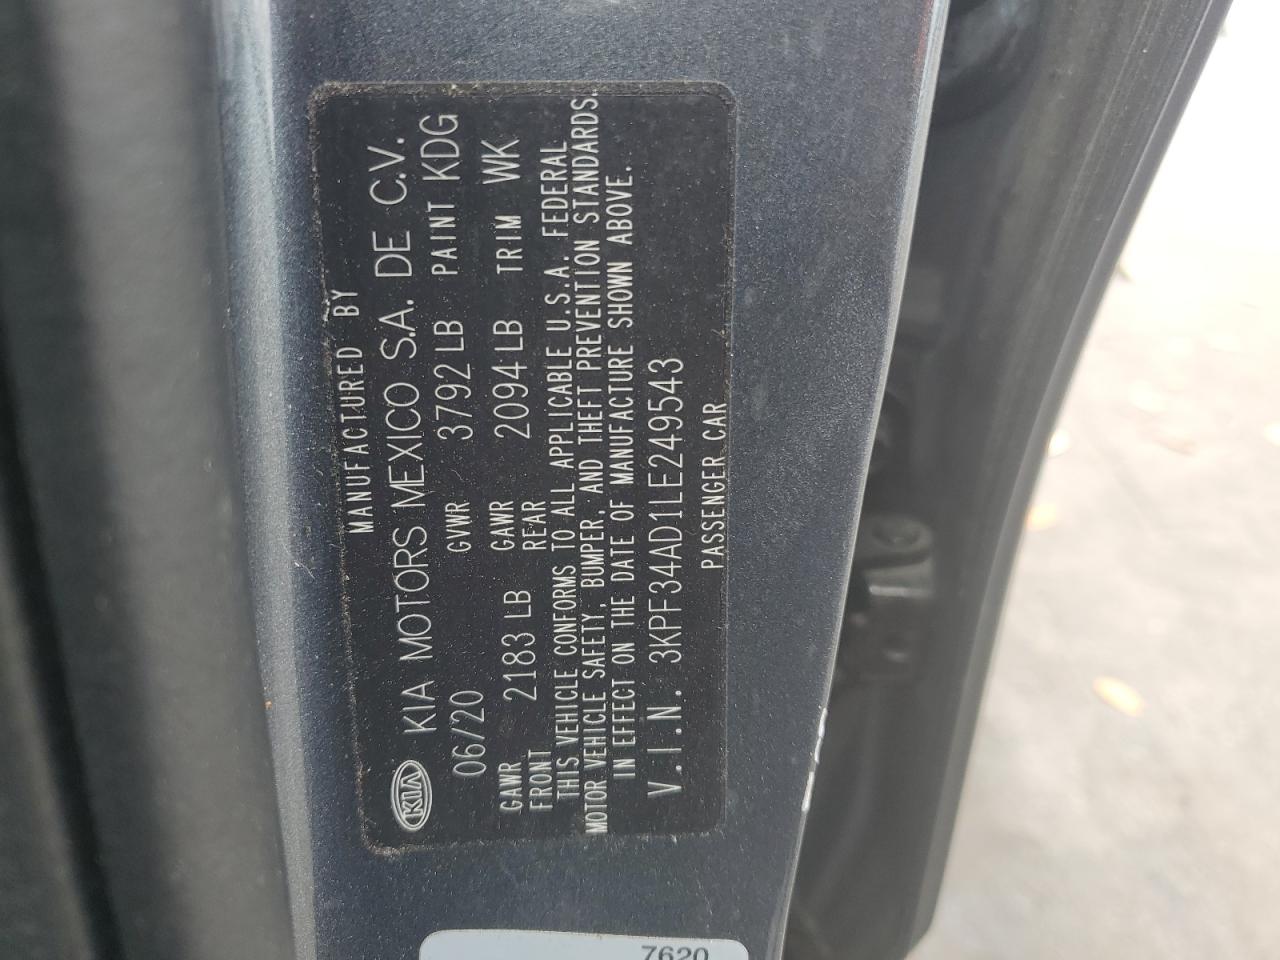 MANUFACTURED BY
KIA KIA MOTORS MEXICO S.A. DE C.V.
06/20 GVWR 3792 LB PAINT KDG
GAWR FRONT 2183 LB GAWR REAR 2094 LB TRIM WK
THIS VEHICLE CONFORMS TO ALL APPLICABLE U.S.A. FEDERAL
MOTOR VEHICLE SAFETY, BUMPER, AND THEFT PREVENTION STANDARDS.
IN EFFECT ON THE DATE OF MANUFACTURE SHOWN ABOVE.
V.I.N. 3KPF34AD1LE249543
PASSENGER CAR
7620